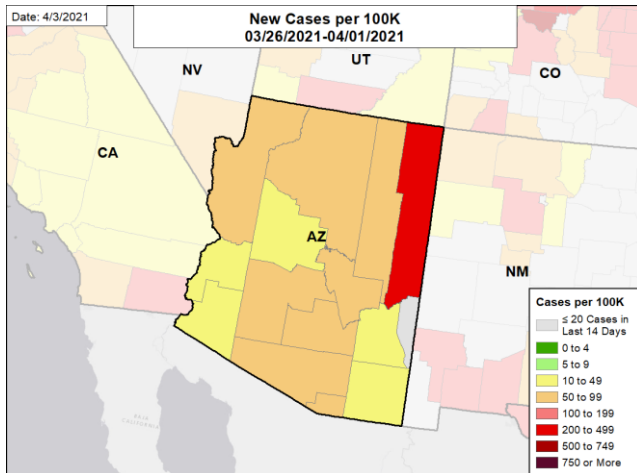 Date: 4/3/2021
New Cases per 100K
03/26/2021-04/01/2021
NV
UT
CO
CA
AZ
NM
BAJA
CALIFORNIA
Cases per 100K
≤ 20 Cases in
Last 14 Days
0 to 4
5 to 9
10 to 49
50 to 99
100 to 199
200 to 499
500 to 749
750 or More